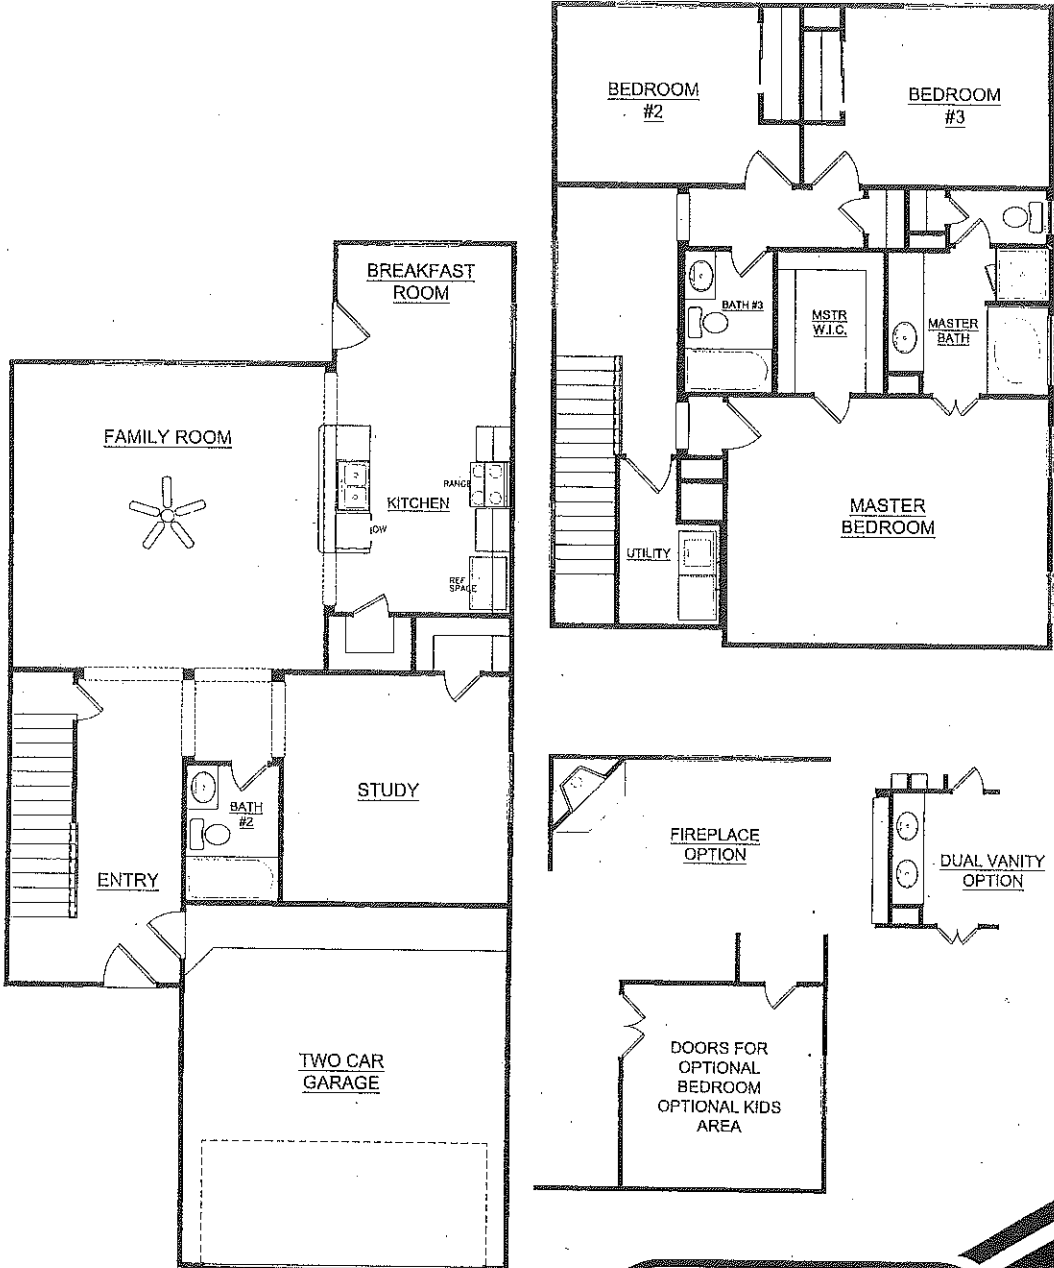 BREAKFAST
ROOM
FAMILY ROOM
RANGE
KITCHEN
REF
SPACE
STUDY
BATH
#2
ENTRY
TWO CAR
GARAGE
BEDROOM
#2
BEDROOM
#3
BATH #3
MSTR
W.I.C.
MASTER
BATH
MASTER
BEDROOM
UTILITY
FIREPLACE
OPTION
DUAL VANITY
OPTION
DOORS FOR
OPTIONAL
BEDROOM
OPTIONAL KIDS
AREA